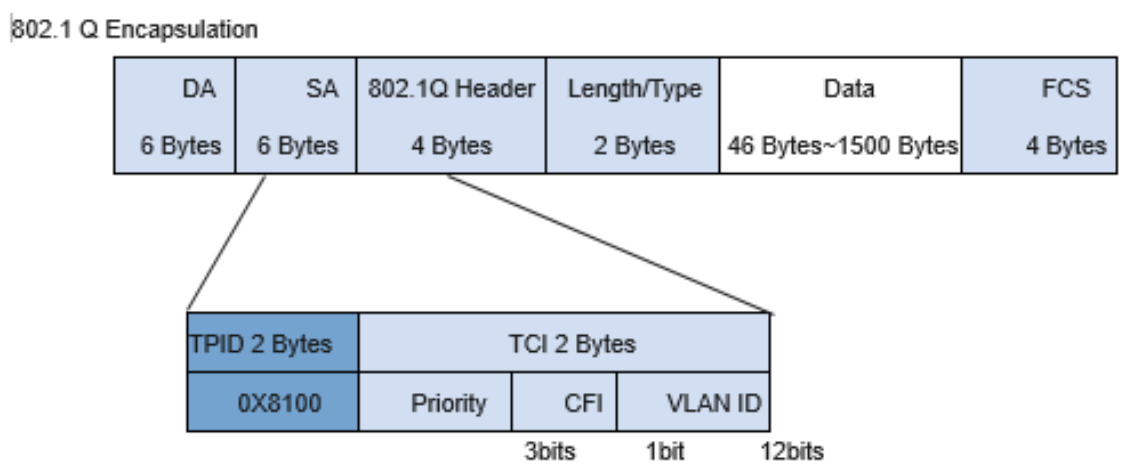 802.1 Q Encapsulation
DA SA 802.1Q Header Length/Type Data FCS
6 Bytes 6 Bytes 4 Bytes 2 Bytes 46 Bytes~1500 Bytes 4 Bytes
TPID 2 Bytes TCI 2 Bytes
0X8100 Priority CFI VLAN ID
3bits 1bit 12bits